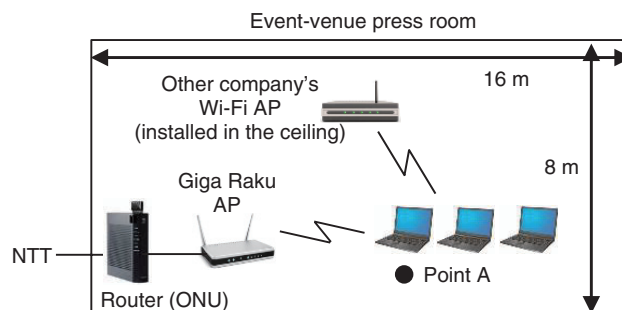 Event-venue press room
16 m
Other company's
Wi-Fi AP
(installed in the ceiling)
8 m
Giga Raku
AP
NTT
Point A
Router (ONU)